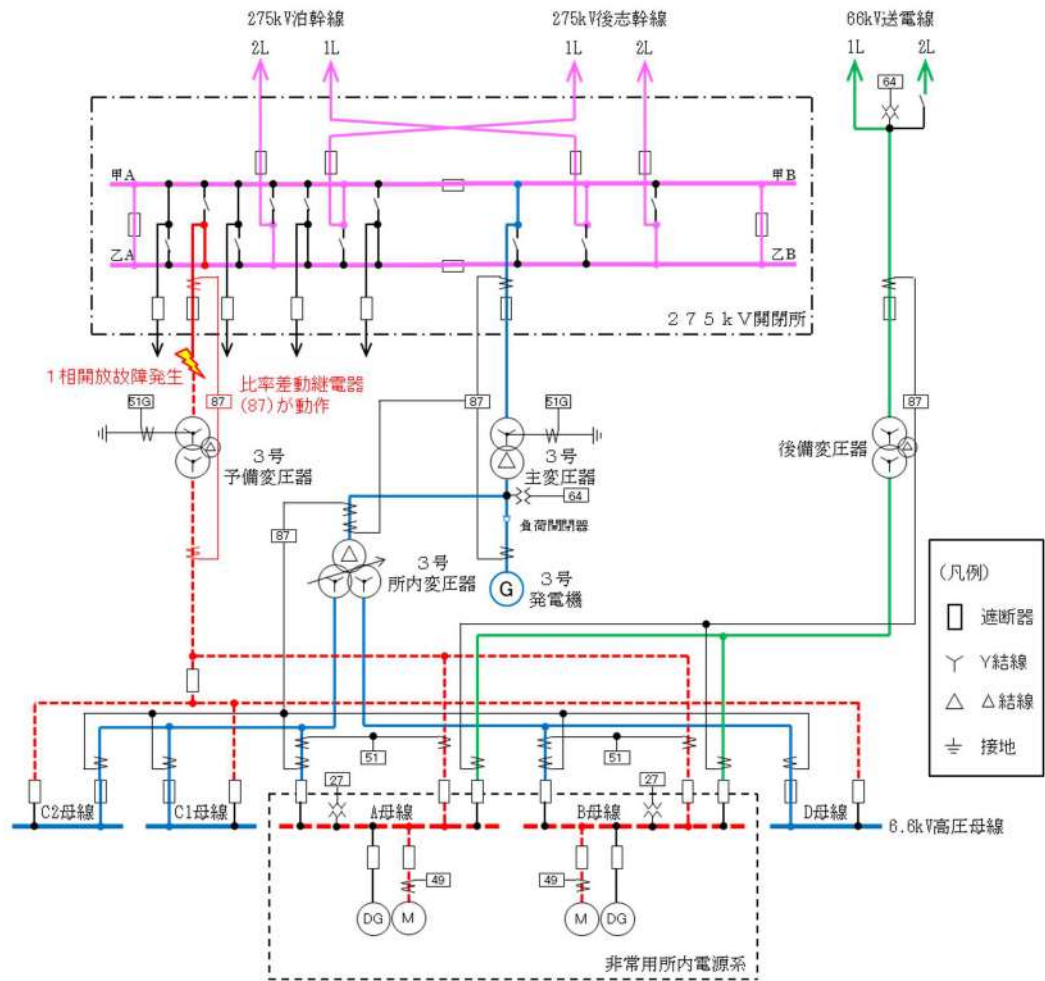 275kV泊幹線
275kV後志幹線
66kV送電線
2L
1L
1L
2L
1L
2L
64
甲A
甲B
乙A
乙B
275kV開閉所
1相開放故障発生
比率差動継電器
(87)が動作
87
51G
3号
予備変圧器
87
51G
3号
主変圧器
64
負荷開閉器
87
3号
所内変圧器
G
3号
発電機
87
後備変圧器
(凡例)
遮断器
Y結線
△結線
接地
51
51
27
27
C2母線
C1母線
A母線
B母線
D母線
6.6kV高圧母線
49
49
DG
M
M
DG
非常用所内電源系